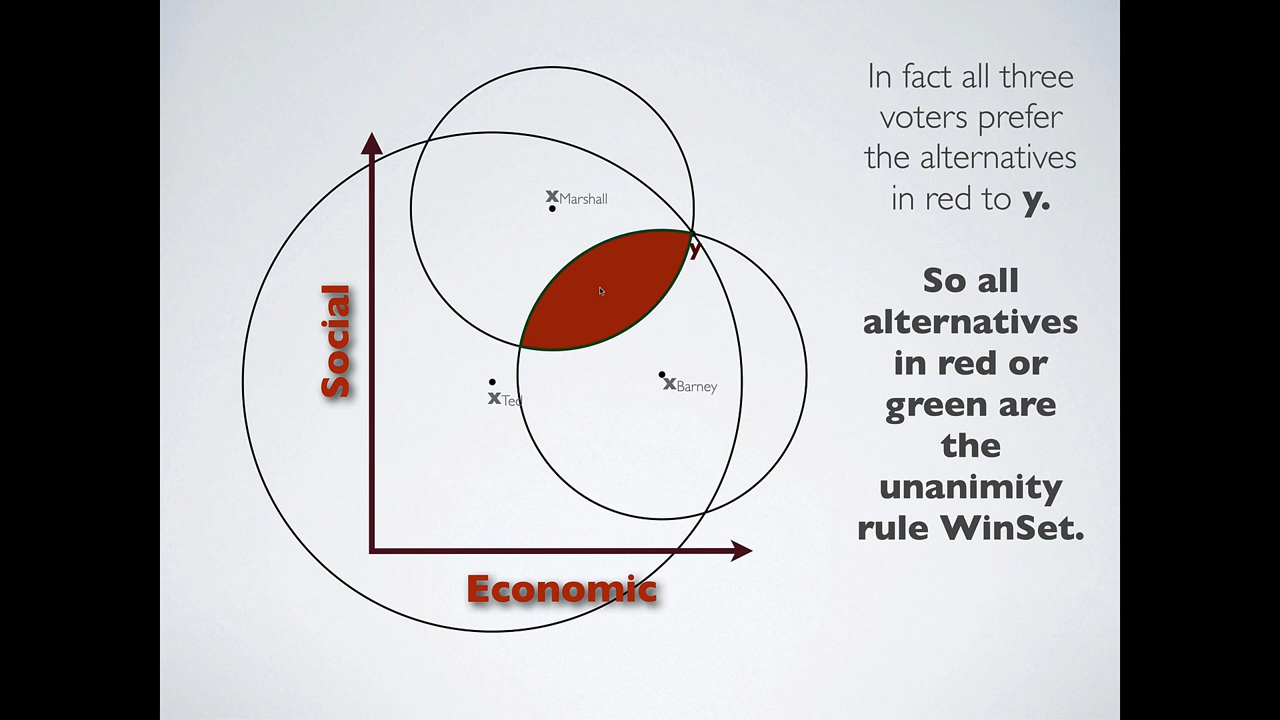 In fact all three
voters prefer
the alternatives
in red to y.
So all
alternatives
in red or
green are
the
unanimity
rule WinSet.
xMarshall
y
Social
xBarney
xTed
Economic